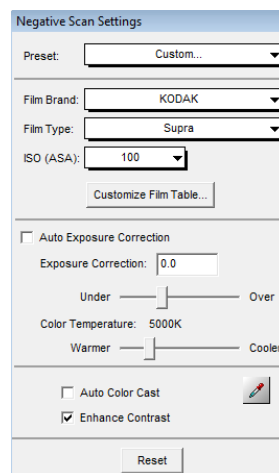 Negative Scan Settings
Preset: Custom...
Film Brand: KODAK
Film Type: Supra
ISO (ASA): 100
Customize Film Table...
Auto Exposure Correction
Exposure Correction: 0.0
Under Over
Color Temperature: 5000K
Warmer Cooler
Auto Color Cast
Enhance Contrast
Reset